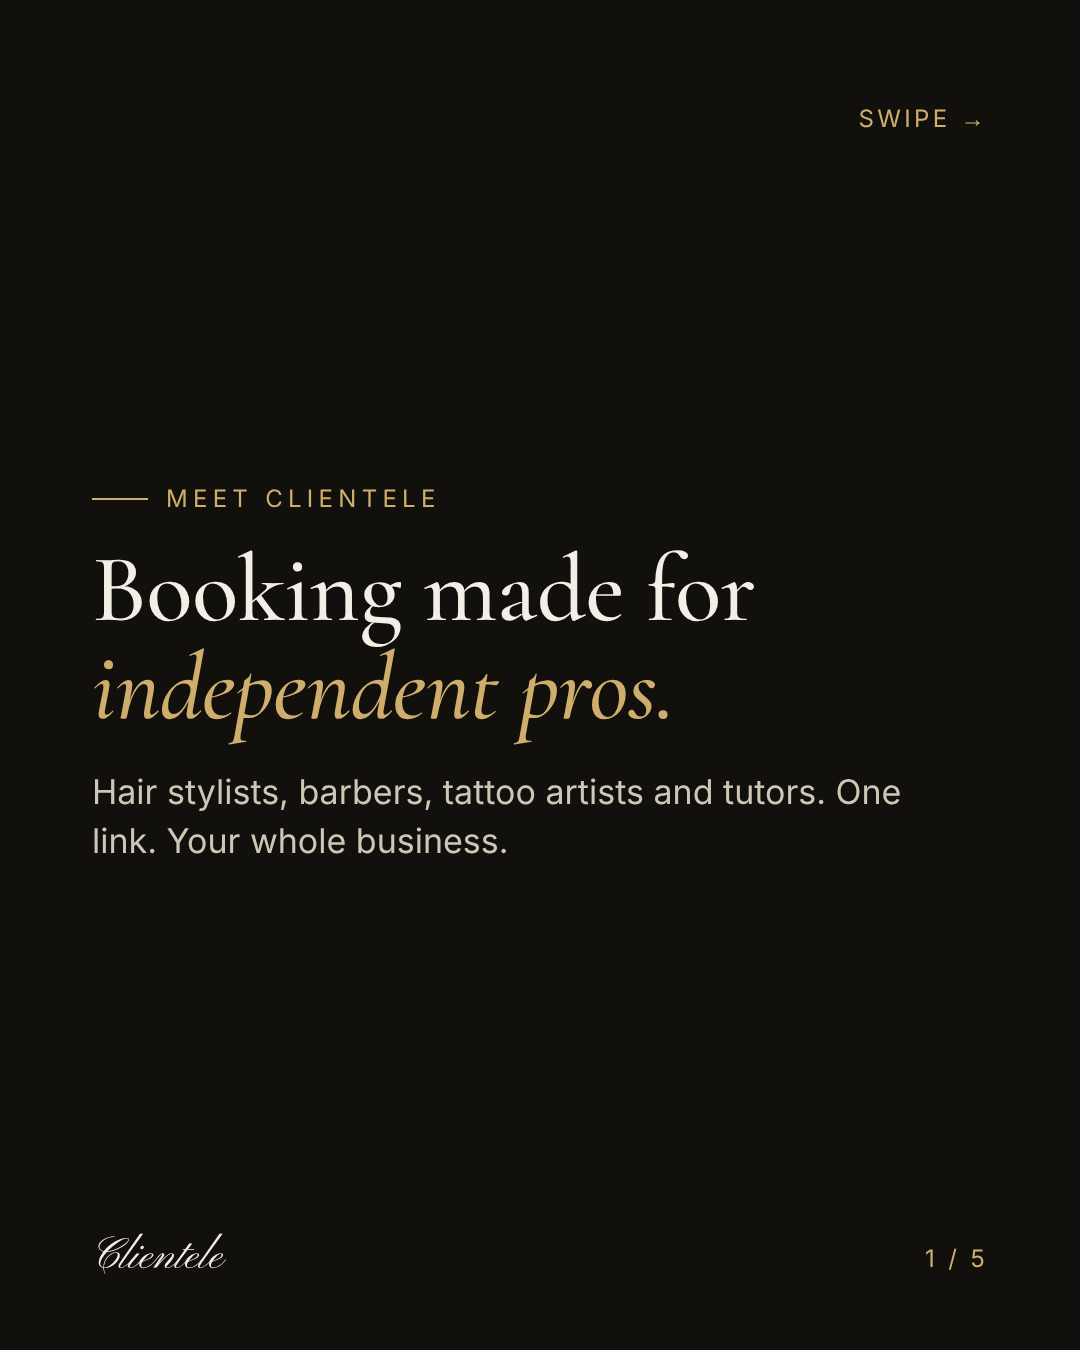 SWIPE →
MEET CLIENTELE
Booking made for
independent pros.
Hair stylists, barbers, tattoo artists and tutors. One
link. Your whole business.
Clientele
1 / 5